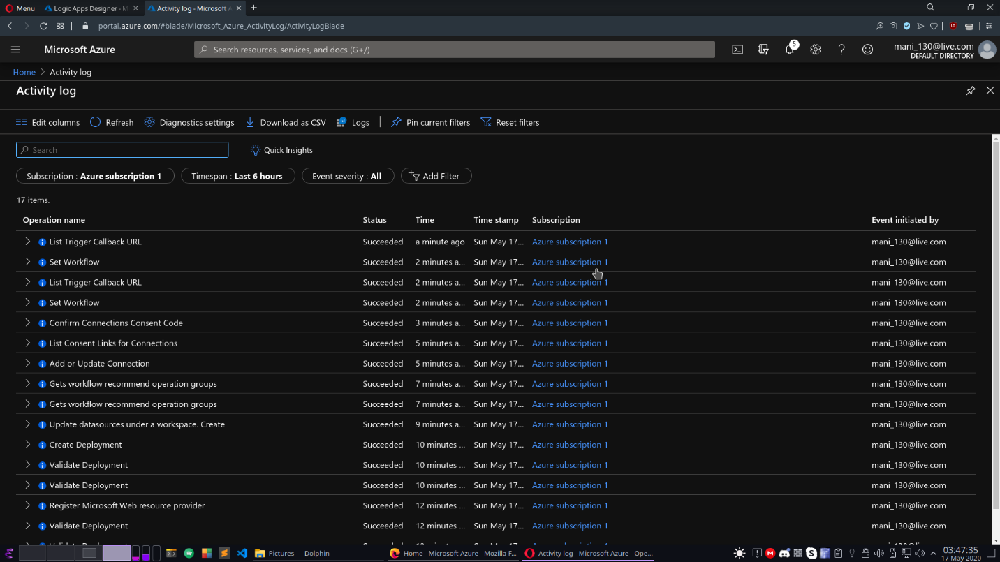 Menu Logic Apps Designer - M Activity log - Microsoft A
portal.azure.com/#blade/Microsoft_Azure_ActivityLog/ActivityLogBlade
Microsoft Azure Search resources, services, and docs (G+/) 5 mani_130@live.com
DEFAULT DIRECTORY
Home > Activity log
Activity log
Edit columns Refresh Diagnostics settings Download as CSV Logs Pin current filters Reset filters
Search Quick Insights
Subscription : Azure subscription 1 Timespan : Last 6 hours Event severity : All Add Filter
17 items.
Operation name Status Time Time stamp Subscription Event initiated by
List Trigger Callback URL Succeeded a minute ago Sun May 17... Azure subscription 1 mani_130@live.com
Set Workflow Succeeded 2 minutes a... Sun May 17... Azure subscription 1 mani_130@live.com
List Trigger Callback URL Succeeded 2 minutes a... Sun May 17... Azure subscription 1 mani_130@live.com
Set Workflow Succeeded 2 minutes a... Sun May 17... Azure subscription 1 mani_130@live.com
Confirm Connections Consent Code Succeeded 3 minutes a... Sun May 17... Azure subscription 1 mani_130@live.com
List Consent Links for Connections Succeeded 5 minutes a... Sun May 17... Azure subscription 1 mani_130@live.com
Add or Update Connection Succeeded 5 minutes a... Sun May 17... Azure subscription 1 mani_130@live.com
Gets workflow recommend operation groups Succeeded 7 minutes a... Sun May 17... Azure subscription 1 mani_130@live.com
Gets workflow recommend operation groups Succeeded 7 minutes a... Sun May 17... Azure subscription 1 mani_130@live.com
Update datasources under a workspace. Create Succeeded 9 minutes a... Sun May 17... Azure subscription 1 mani_130@live.com
Create Deployment Succeeded 10 minutes ... Sun May 17... Azure subscription 1 mani_130@live.com
Validate Deployment Succeeded 10 minutes ... Sun May 17... Azure subscription 1 mani_130@live.com
Validate Deployment Succeeded 10 minutes ... Sun May 17... Azure subscription 1 mani_130@live.com
Register Microsoft.Web resource provider Succeeded 12 minutes ... Sun May 17... Azure subscription 1 mani_130@live.com
Validate Deployment Succeeded 12 minutes ... Sun May 17... Azure subscription 1 mani_130@live.com
Pictures — Dolphin Home - Microsoft Azure - Mozilla F... Activity log - Microsoft Azure - Ope... 03:47:35
17 May 2020